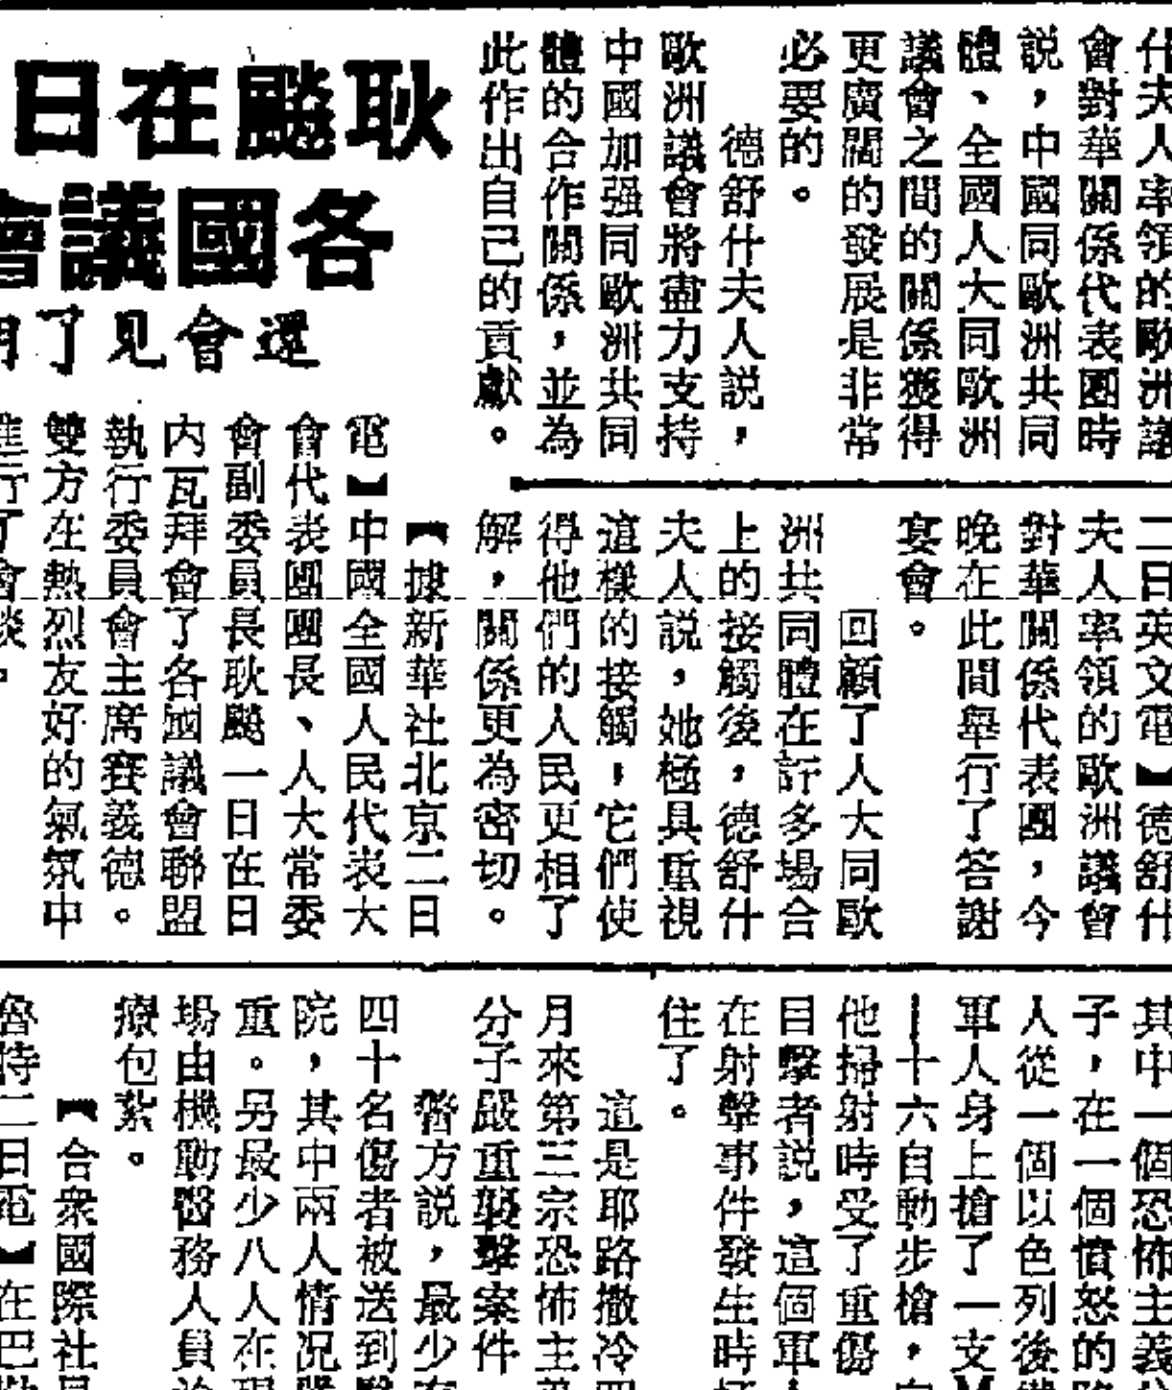 什夫人率領的歐洲議
會對華關係代表團時
說，中國同歐洲共同
體、全國人大同歐洲
議會之間的關係獲得
更廣闊的發展是非常
必要的。
德舒什夫人說，
歐洲議會將盡力支持
中國加强同歐洲共同
體的合作關係，並為
此作出自己的貢獻。
二日英文電】德舒什
夫人率領的歐洲議會
對華關係代表團，今
晚在此間舉行了答謝
宴會。
回顧了人大同歐
洲共同體在許多場合
上的接觸後，德舒什
夫人說，她極具重視
這樣的接觸，它們使
得他們的人民更相了
解，關係更為密切。
耿飈在日
各國議會
還會見了
【據新華社北京二日
電】中國全國人民代表大
會代表團團長、人大常委
會副委員長耿飈一日在日
内瓦拜會了各國議會聯盟
執行委員會主席賽義德。
雙方在熱烈友好的氣氛中
進行了會談。
其中一個恐怖主義
子，在一個憤怒的
人從一個以色列後備
軍人身上搶了一支M
—十六自動步槍，向
他掃射時受了重傷
目擊者說，這個軍人
在射擊事件發生時
住了。
這是耶路撒冷四
月來第三宗恐怖主義
分子嚴重襲擊案件
警方說，最少有
四十名傷者被送到醫
院，其中兩人情況嚴
重。另最少八人在現
場由機動醫務人員
療包紮。
【合衆國際社
魯特二日電】在巴勒